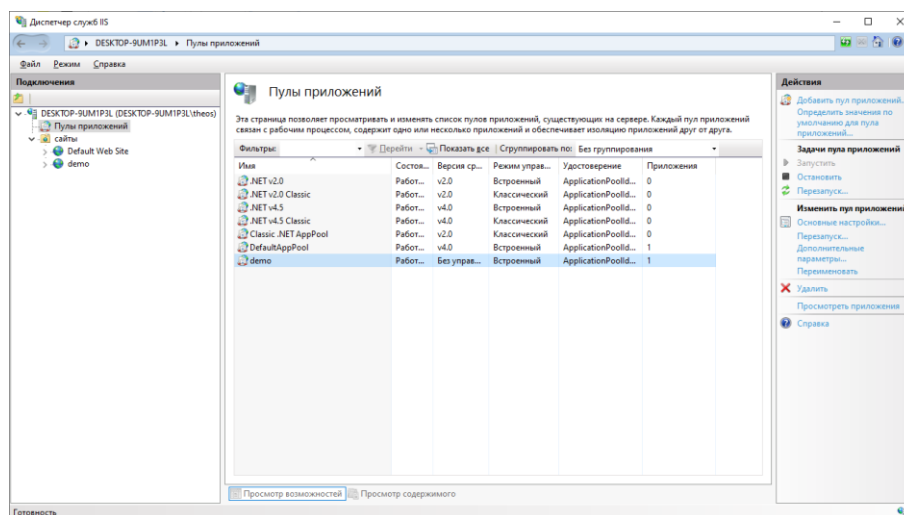 Диспетчер служб IIS
DESKTOP-9UM1P3L
Пулы приложений
Файл Режим Справка
Подключения
DESKTOP-9UM1P3L (DESKTOP-9UM1P3L\theos)
Пулы приложений
сайты
Default Web Site
demo
Пулы приложений
Эта страница позволяет просматривать и изменять список пулов приложений, существующих на сервере. Каждый пул приложений
связан с рабочим процессом, содержит одно или несколько приложений и обеспечивает изоляцию приложений друг от друга.
Фильтры: Перейти Показать все Сгруппировать по: Без группирования
Имя Состоя... Версия ср... Режим управ... Удостоверение Приложения
.NET v2.0 Работ... v2.0 Встроенный ApplicationPoolId... 0
.NET v2.0 Classic Работ... v2.0 Классический ApplicationPoolId... 0
.NET v4.5 Работ... v4.0 Встроенный ApplicationPoolId... 0
.NET v4.5 Classic Работ... v4.0 Классический ApplicationPoolId... 0
Classic .NET AppPool Работ... v2.0 Классический ApplicationPoolId... 0
DefaultAppPool Работ... v4.0 Встроенный ApplicationPoolId... 1
demo Работ... Без управ... Встроенный ApplicationPoolId... 1
Просмотр возможностей Просмотр содержимого
Действия
Добавить пул приложений.
Определить значения по
умолчанию для пула
приложений...
Задачи пула приложений
Запустить
Остановить
Перезапуск...
Изменить пул приложени
Основные настройки...
Перезапуск...
Дополнительные
параметры...
Переименовать
Удалить
Просмотреть приложения
Справка
Готовность